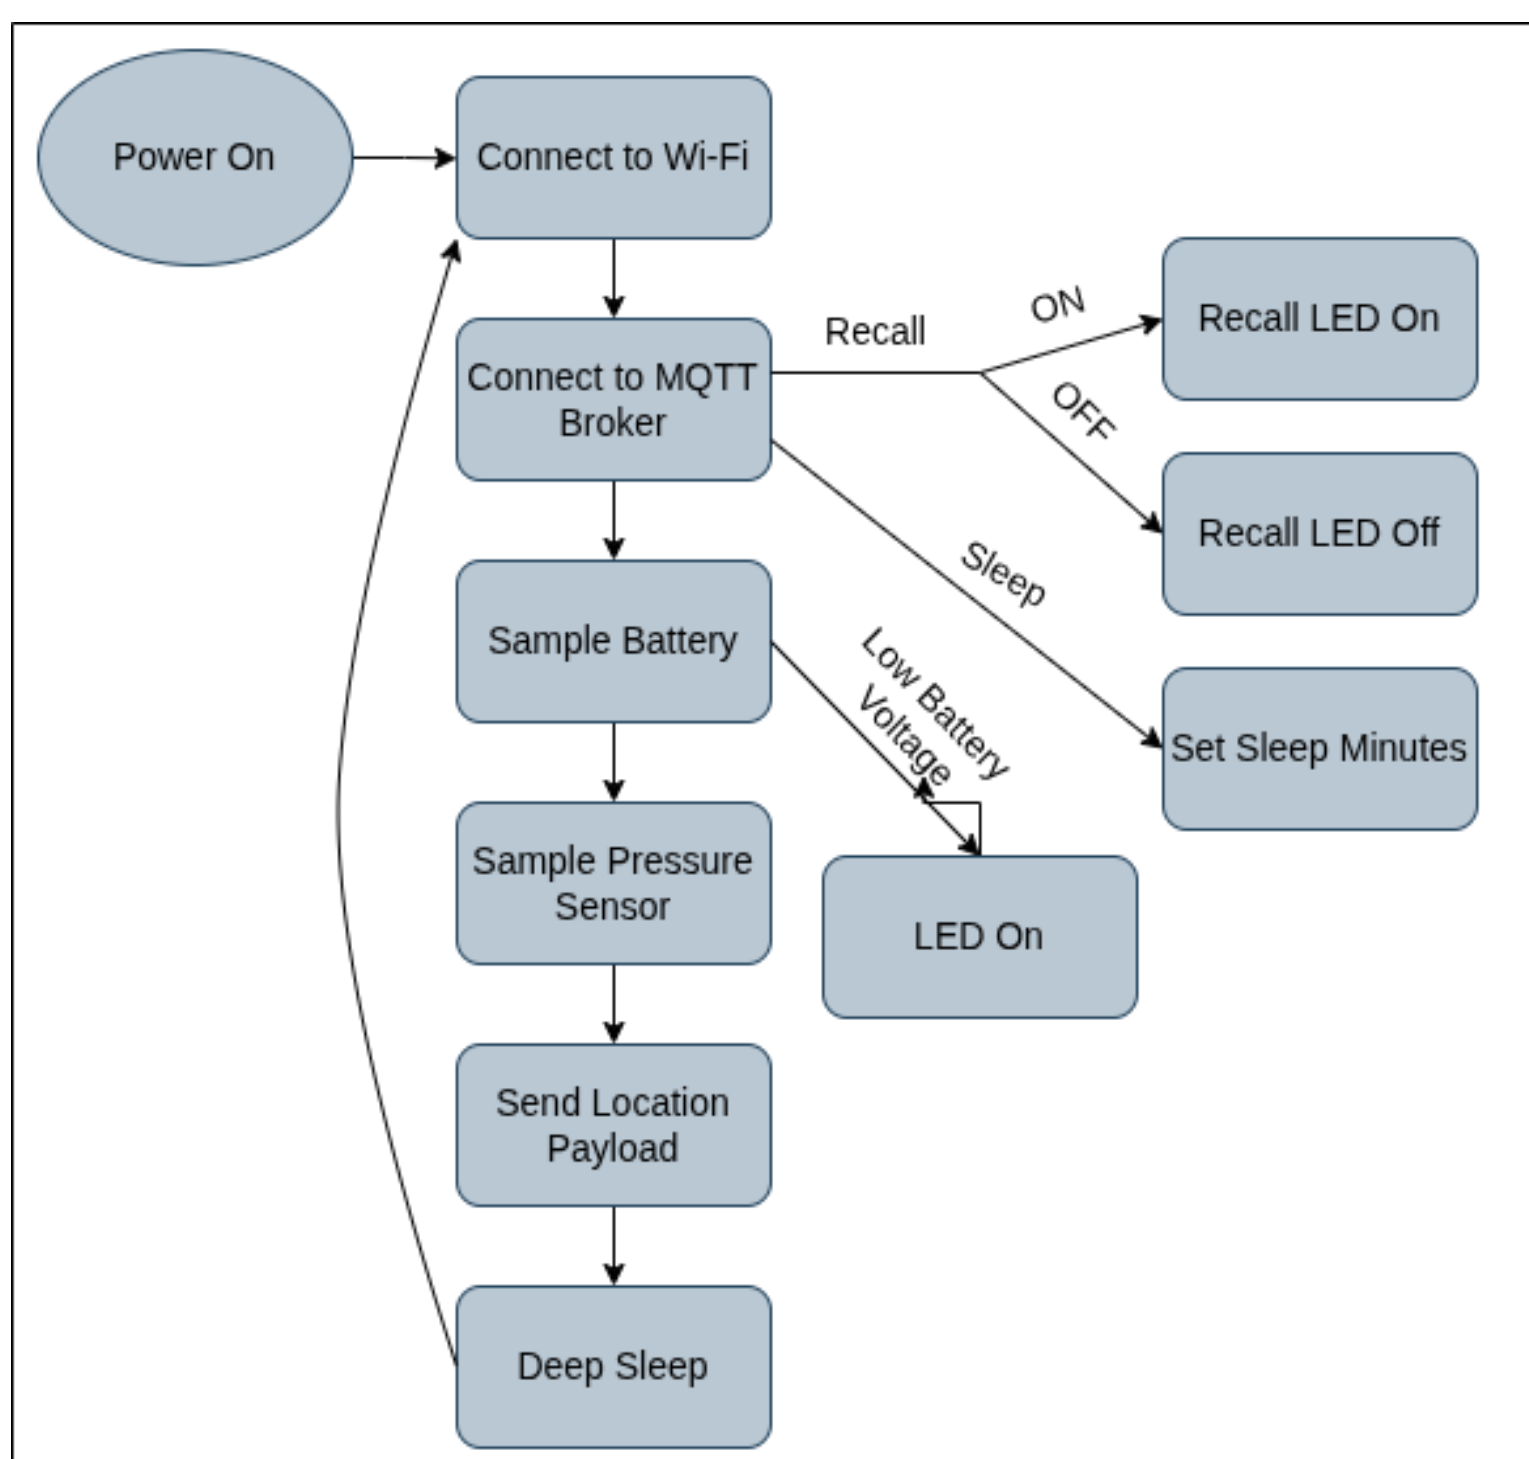 Power On
Connect to Wi-Fi
Recall
ON
Recall LED On
Connect to MQTT
Broker
OFF
Recall LED Off
Sleep
Sample Battery
Low Battery
Voltage
Set Sleep Minutes
Sample Pressure
Sensor
LED On
Send Location
Payload
Deep Sleep